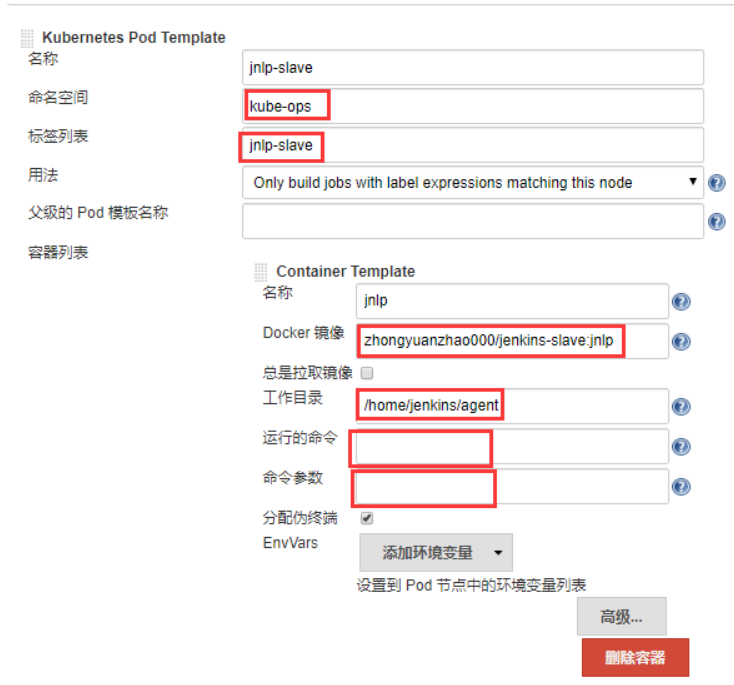 Kubernetes Pod Template
名称 jnlp-slave
命名空间 kube-ops
标签列表 jnlp-slave
用法 Only build jobs with label expressions matching this node
父级的 Pod 模板名称
容器列表
Container Template
名称 jnlp
Docker 镜像 zhongyuanzhao000/jenkins-slave:jnlp
总是拉取镜像
工作目录 /home/jenkins/agent
运行的命令
命令参数
分配伪终端
EnvVars 添加环境变量
设置到 Pod 节点中的环境变量列表
高级...
删除容器